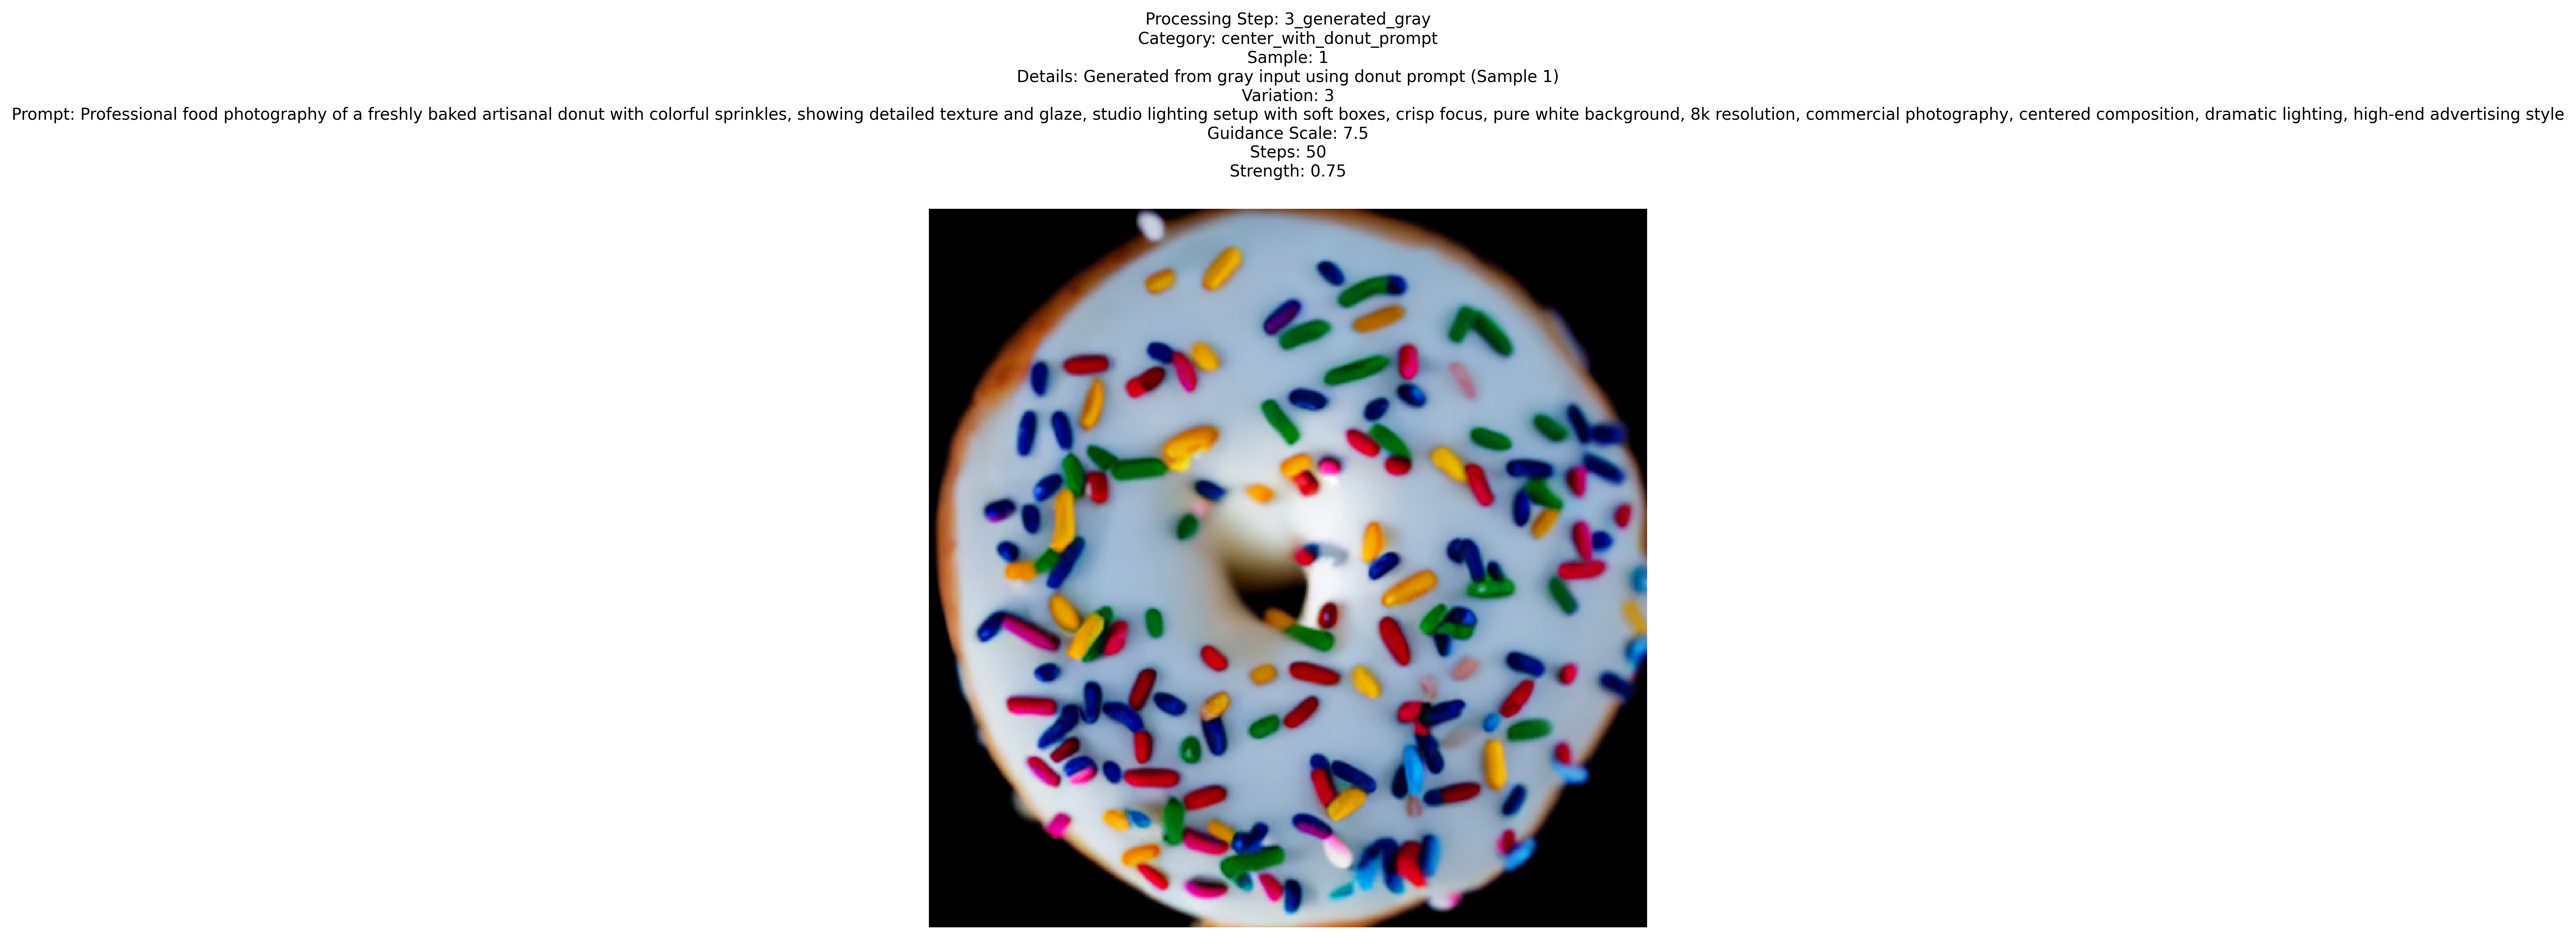 Processing Step: 3_generated_gray
Category: center_with_donut_prompt
Sample: 1
Details: Generated from gray input using donut prompt (Sample 1)
Variation: 3
Prompt: Professional food photography of a freshly baked artisanal donut with colorful sprinkles, showing detailed texture and glaze, studio lighting setup with soft boxes, crisp focus, pure white background, 8k resolution, commercial photography, centered composition, dramatic lighting, high-end advertising style
Guidance Scale: 7.5
Steps: 50
Strength: 0.75